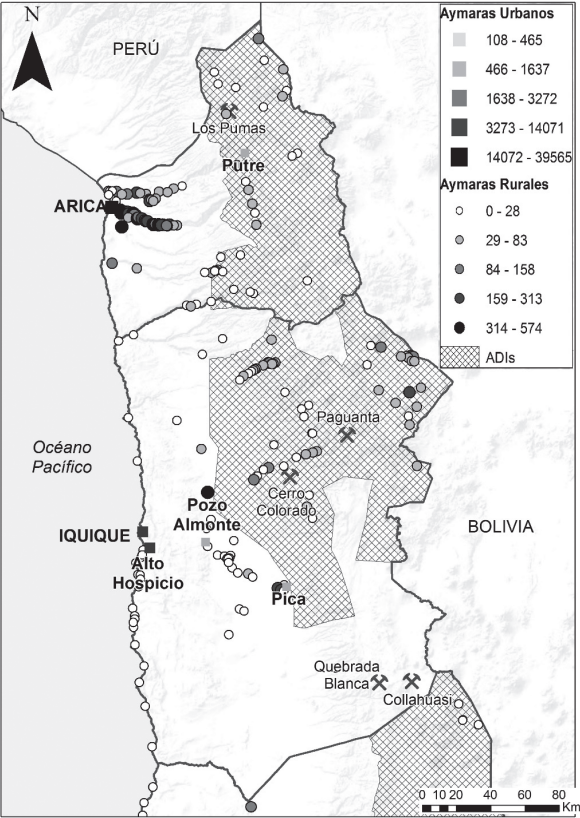 N
PERÚ
Los Pumas
Putre
ARICA
Paguanta
Océano
Pacífico
Cerro
Colorado
Pozo
Almonte
BOLIVIA
IQUIQUE
Alto
Hospicio
Pica
Quebrada
Blanca
Collahuasi
0 10 20 40 60 80
Km
Aymaras Urbanos
108 - 465
466 - 1637
1638 - 3272
3273 - 14071
14072 - 39565
Aymaras Rurales
0 - 28
29 - 83
84 - 158
159 - 313
314 - 574
ADIs